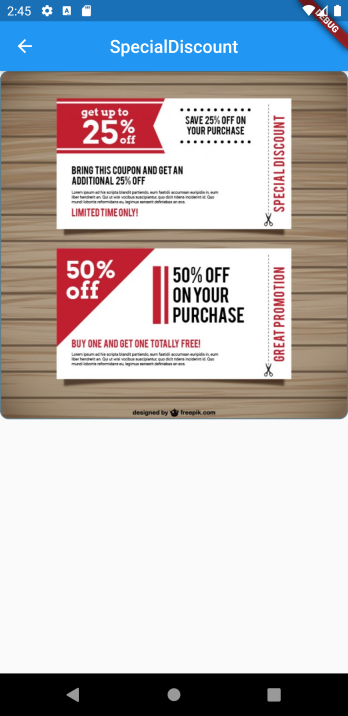 2:45
DEBUG
SpecialDiscount
get up to
25% off
SAVE 25% OFF ON
YOUR PURCHASE
BRING THIS COUPON AND GET AN
ADDITIONAL 25% OFF
LIMITED TIME ONLY!
SPECIAL DISCOUNT
50%
off
50% OFF
ON YOUR
PURCHASE
BUY ONE AND GET ONE TOTALLY FREE!
GREAT PROMOTION
designed by freepik.com